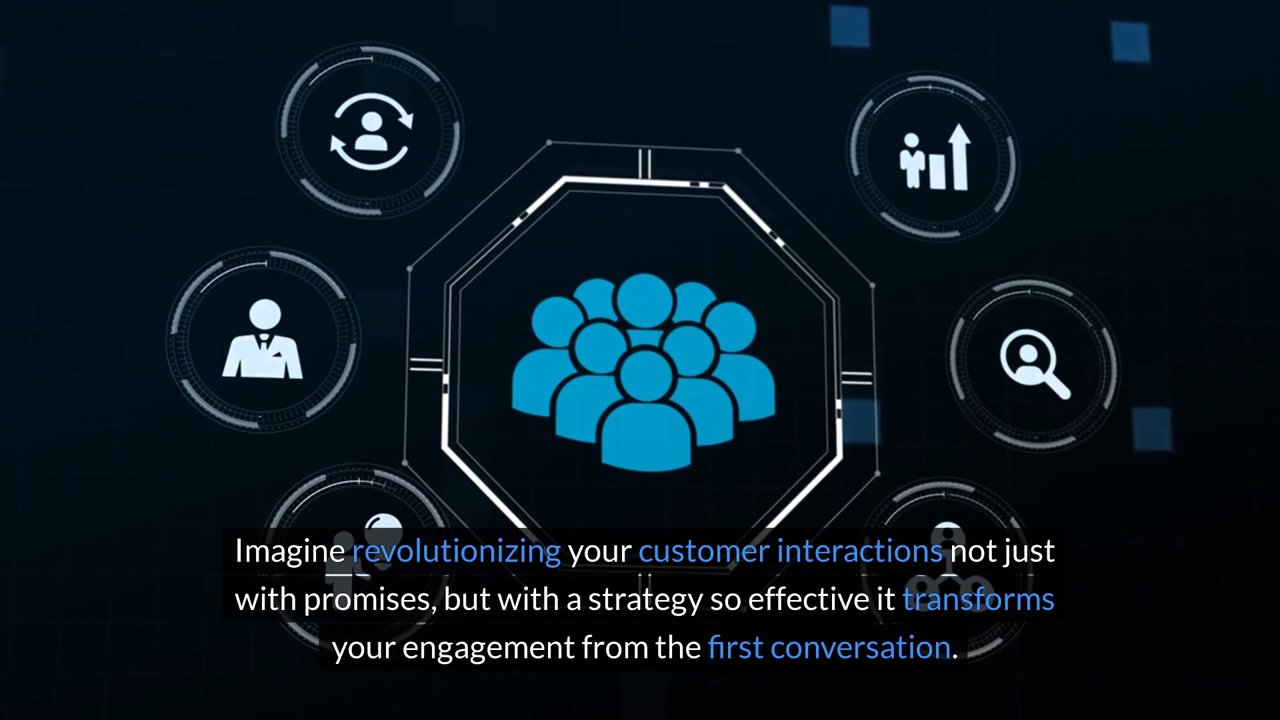 Imagine revolutionizing your customer interactions not just
with promises, but with a strategy so effective it transforms
your engagement from the first conversation.